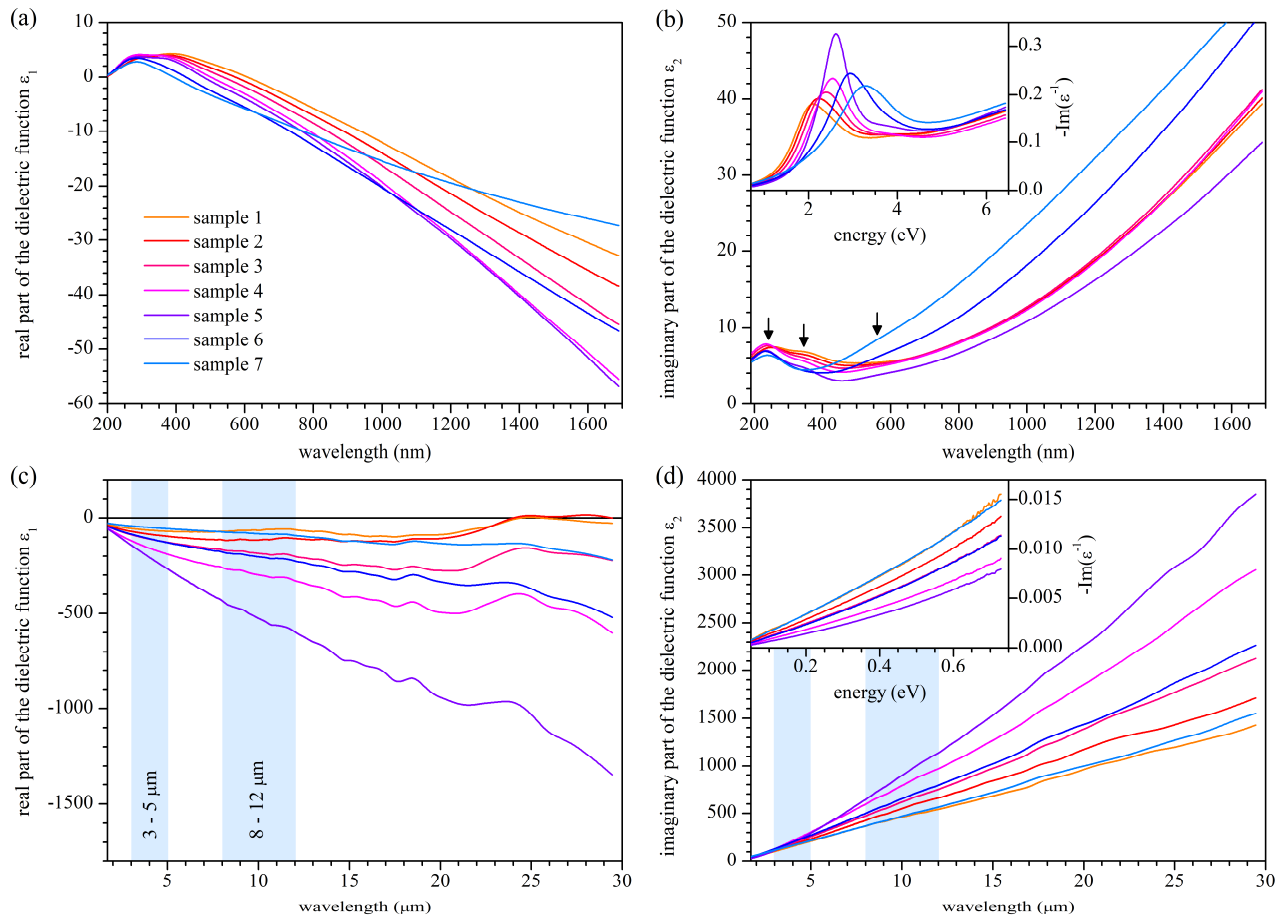 (a)
real part of the dielectric function ε1
10
0
-10
-20
-30
-40
-50
-60
sample 1
sample 2
sample 3
sample 4
sample 5
sample 6
sample 7
200 400 600 800 1000 1200 1400 1600
wavelength (nm)
(b)
imaginary part of the dielectric function ε2
50
40
30
20
10
0
0.3
0.2
0.1
0.0
-Im(ε-1)
2 4 6
energy (eV)
200 400 600 800 1000 1200 1400 1600
wavelength (nm)
(c)
real part of the dielectric function ε1
0
-500
-1000
-1500
3 - 5 μm
8 - 12 μm
5 10 15 20 25 30
wavelength (μm)
(d)
imaginary part of the dielectric function ε2
4000
3500
3000
2500
2000
1500
1000
500
0
0.015
0.010
0.005
0.000
-Im(ε-1)
0.2 0.4 0.6
energy (eV)
5 10 15 20 25 30
wavelength (μm)